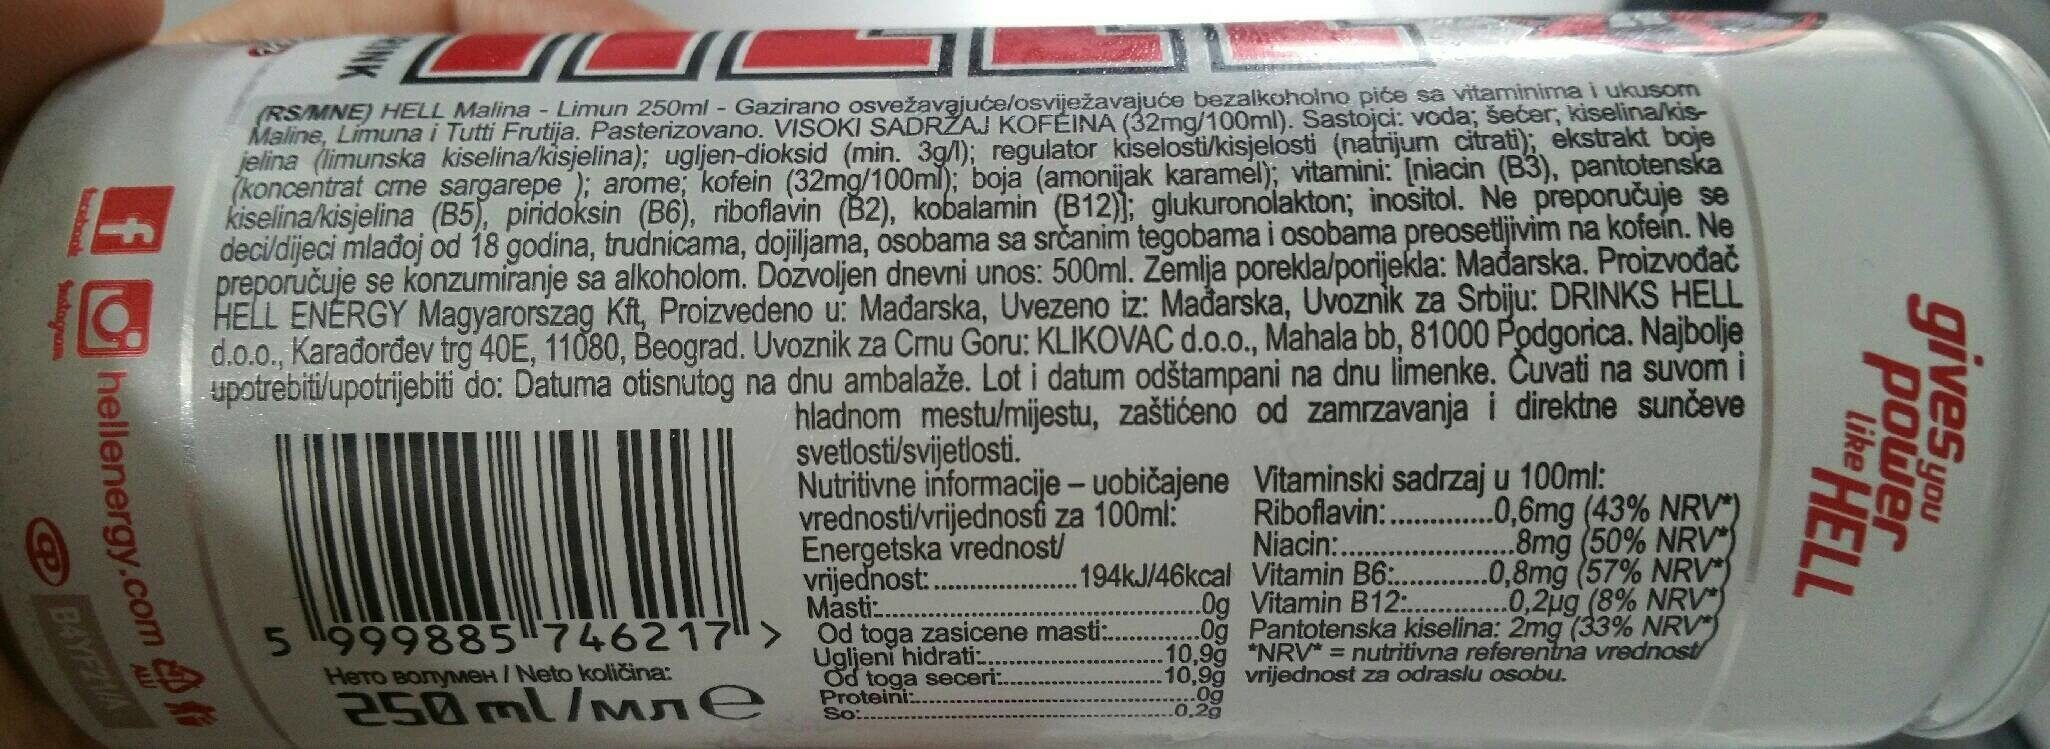 (RS/MNE) HELL Malina - Limun 250ml - Gazirano osvežavajuće/osviježavajuće bezalkoholno piće sa vitaminima i ukusom
Maline, Limuna i Tutti Frutija. Pasterizovano. VISOKI SADRŽAJ KOFEINA (32mg/100ml). Sastojci: voda; šećer; kiselina/kis-
jelina (limunska kiselina/kisjelina); ugljen-dioksid (min. 3g/l); regulator kiselosti/kisjelosti (natrijum citrati); ekstrakt boje
(koncentrat crne šargarepe ); arome; kofein (32mg/100ml); boja (amonijak karamel); vitamini: [niacin (B3), pantotenska
kiselina/kisjelina (B5), piridoksin (B6), riboflavin (B2), kobalamin (B12)]; glukuronolakton; inositol. Ne preporučuje se
deci/dijeci mlađoj od 18 godina, trudnicama, dojiljama, osobama sa srčanim tegobama i osobama preosetljivim na kofein. Ne
preporučuje se konzumiranje sa alkoholom. Dozvoljen dnevni unos: 500ml. Zemlja porekla/porijekla: Mađarska. Proizvođač
HELL ENERGY Magyarorszag Kft, Proizvedeno u: Mađarska, Uvezeno iz: Mađarska, Uvoznik za Srbiju: DRINKS HELL
d.o.o., Karađorđev trg 40E, 11080, Beograd. Uvoznik za Crnu Goru: KLIKOVAC d.o.o., Mahala bb, 81000 Podgorica. Najbolje
upotrebiti/upotrijebiti do: Datuma otisnutog na dnu ambalaže. Lot i datum odštampani na dnu limenke. Čuvati na suvom i
hladnom mestu/mijestu, zaštićeno od zamrzavanja i direktne sunčeve
svetlosti/svijetlosti.
Nutritivne informacije – uobičajene
vrednosti/vrijednosti za 100ml:
Energetska vrednost/
vrijednost:..................194kJ/46kcal
Masti:..........................................0g
Od toga zasicene masti:............0g
Ugljeni hidrati:........................10,9g
Od toga seceri:......................10,9g
Proteini:.....................................0g
So:..........................................0,2g
Vitaminski sadrzaj u 100ml:
Riboflavin:..............0,6mg (43% NRV*)
Niacin:.......................8mg (50% NRV*)
Vitamin B6:............0,8mg (57% NRV*)
Vitamin B12:............0,2µg (8% NRV*)
Pantotenska kiselina: 2mg (33% NRV*)
*NRV* = nutritivna referentna vrednost/
vrijednost za odraslu osobu.
5 999885 746217 >
Нето волумен / Neto količina:
250 ml/мл e
facebook
Instagram
hellenergy.com
ALU
gives you
power
like HELL